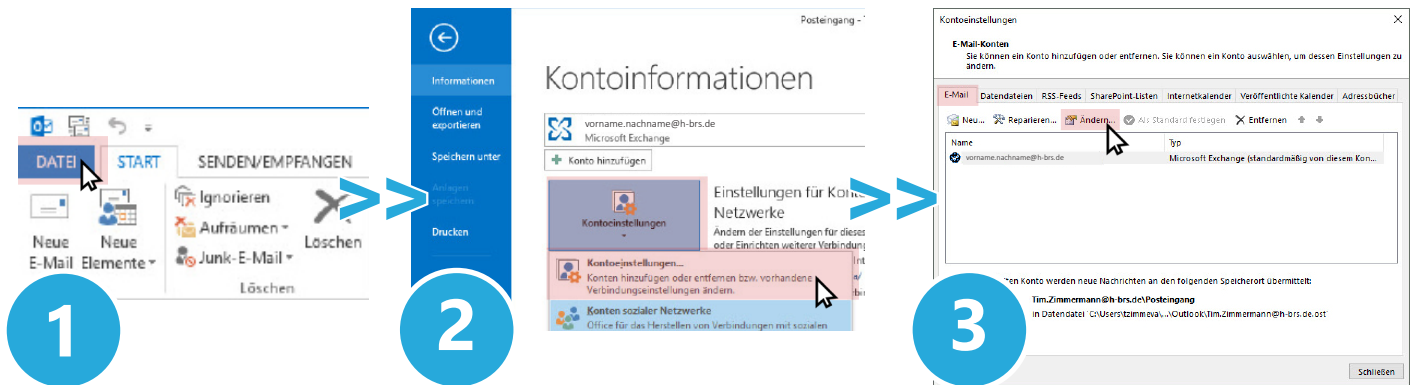 DATEI START SENDEN/EMPFANGEN
Neue
E-Mail
Neue
Elemente
Ignorieren
Aufräumen
Junk-E-Mail
Löschen
Löschen
1
>>
Posteingang -
Informationen
Öffnen und
exportieren
Speichern unter
Anlagen
speichern
Drucken
Kontoinformationen
vorname.nachname@h-brs.de
Microsoft Exchange
Konto hinzufügen
Kontoeinstellungen
Einstellungen für Konte
Netzwerke
Ändern der Einstellungen für dieses
oder Einrichten weiterer Verbindun
Kontoeinstellungen...
Konten hinzufügen oder entfernen bzw. vorhandene
Verbindungseinstellungen ändern.
Konten sozialer Netzwerke
Office für das Herstellen von Verbindungen mit sozialen
2
>>
Kontoeinstellungen
E-Mail-Konten
Sie können ein Konto hinzufügen oder entfernen. Sie können ein Konto auswählen, um dessen Einstellungen zu
ändern.
E-Mail Datendateien RSS-Feeds SharePoint-Listen Internetkalender Veröffentlichte Kalender Adressbücher
Neu... Reparieren... Ändern... Als Standard festlegen Entfernen
Name Typ
vorname.nachname@h-brs.de Microsoft Exchange (standardmäßig von diesem Kon...
ten Konto werden neue Nachrichten an den folgenden Speicherort übermittelt:
Tim.Zimmermann@h-brs.de\Posteingang
in Datendatei 'C:\Users\tzimmeva\...\Outlook\Tim.Zimmermann@h-brs.de.ost'
Schließen
3